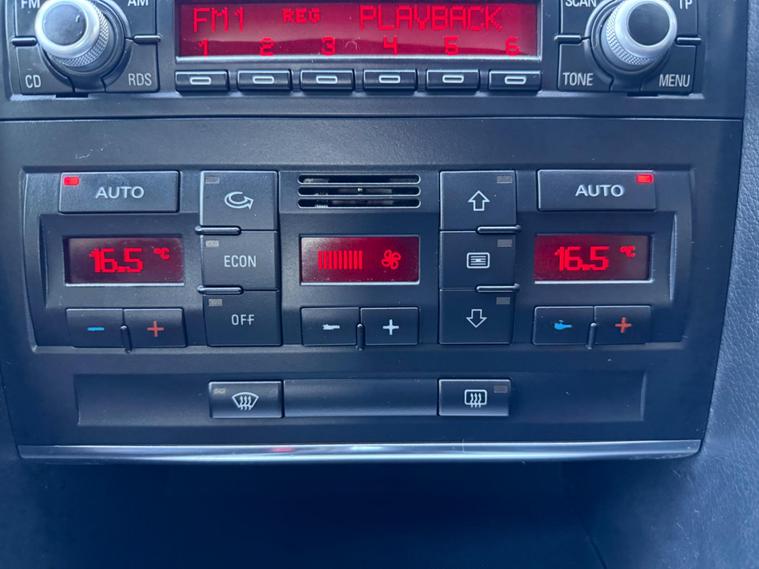 FM AM SCAN TP
FM1 REG PLAYBACK
1 2 3 4 5 6
CD RDS TONE MENU
AUTO AUTO
16.5 °C 16.5 °C
ECON
OFF
- + - + - +